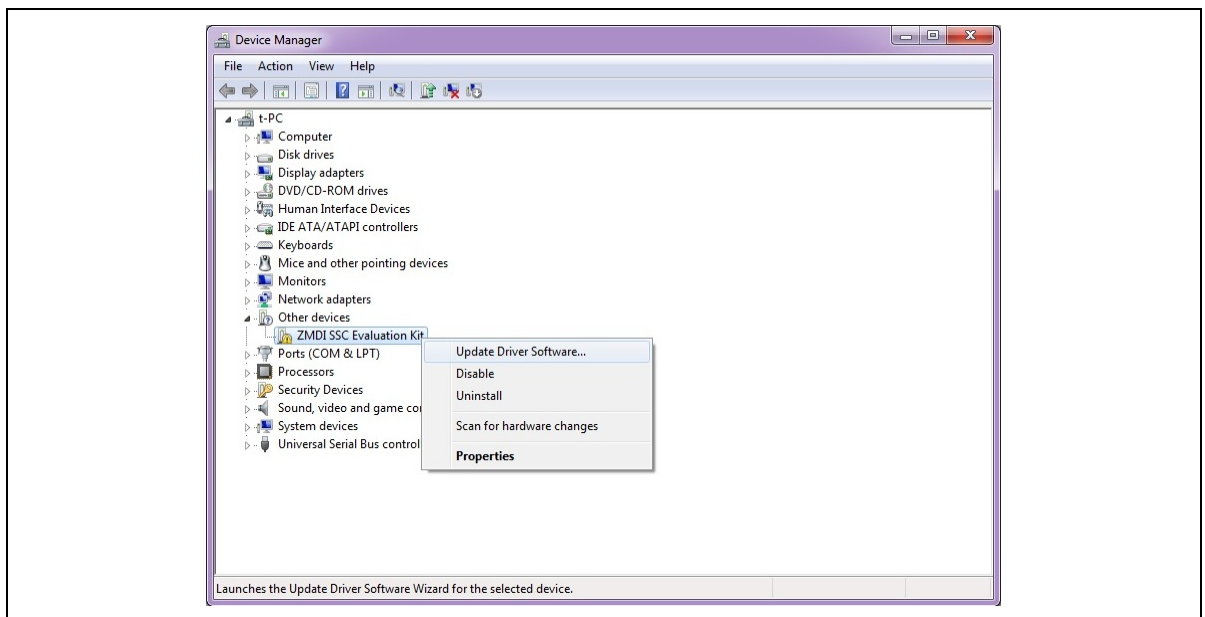 Device Manager
File Action View Help
t-PC
Computer
Disk drives
Display adapters
DVD/CD-ROM drives
Human Interface Devices
IDE ATA/ATAPI controllers
Keyboards
Mice and other pointing devices
Monitors
Network adapters
Other devices
ZMDI SSC Evaluation Kit
Ports (COM & LPT)
Processors
Security Devices
Sound, video and game co
System devices
Universal Serial Bus control
Update Driver Software...
Disable
Uninstall
Scan for hardware changes
Properties
Launches the Update Driver Software Wizard for the selected device.